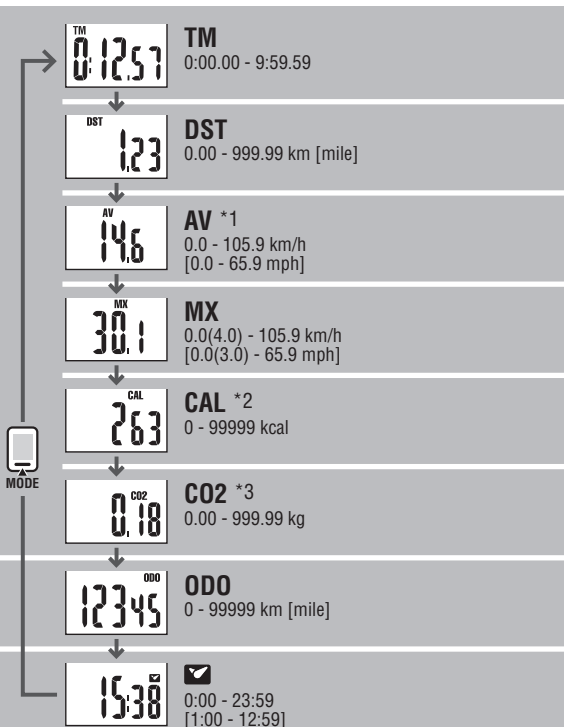 TM
0:12.57
TM
0:00.00 - 9:59.59
DST
1.23
DST
0.00 - 999.99 km [mile]
AV
14.6
AV *1
0.0 - 105.9 km/h
[0.0 - 65.9 mph]
MX
30.1
MX
0.0(4.0) - 105.9 km/h
[0.0(3.0) - 65.9 mph]
CAL
263
CAL *2
0 - 99999 kcal
MODE
CO2
0.18
CO2 *3
0.00 - 999.99 kg
ODO
12345
ODO
0 - 99999 km [mile]
15:38
0:00 - 23:59
[1:00 - 12:59]